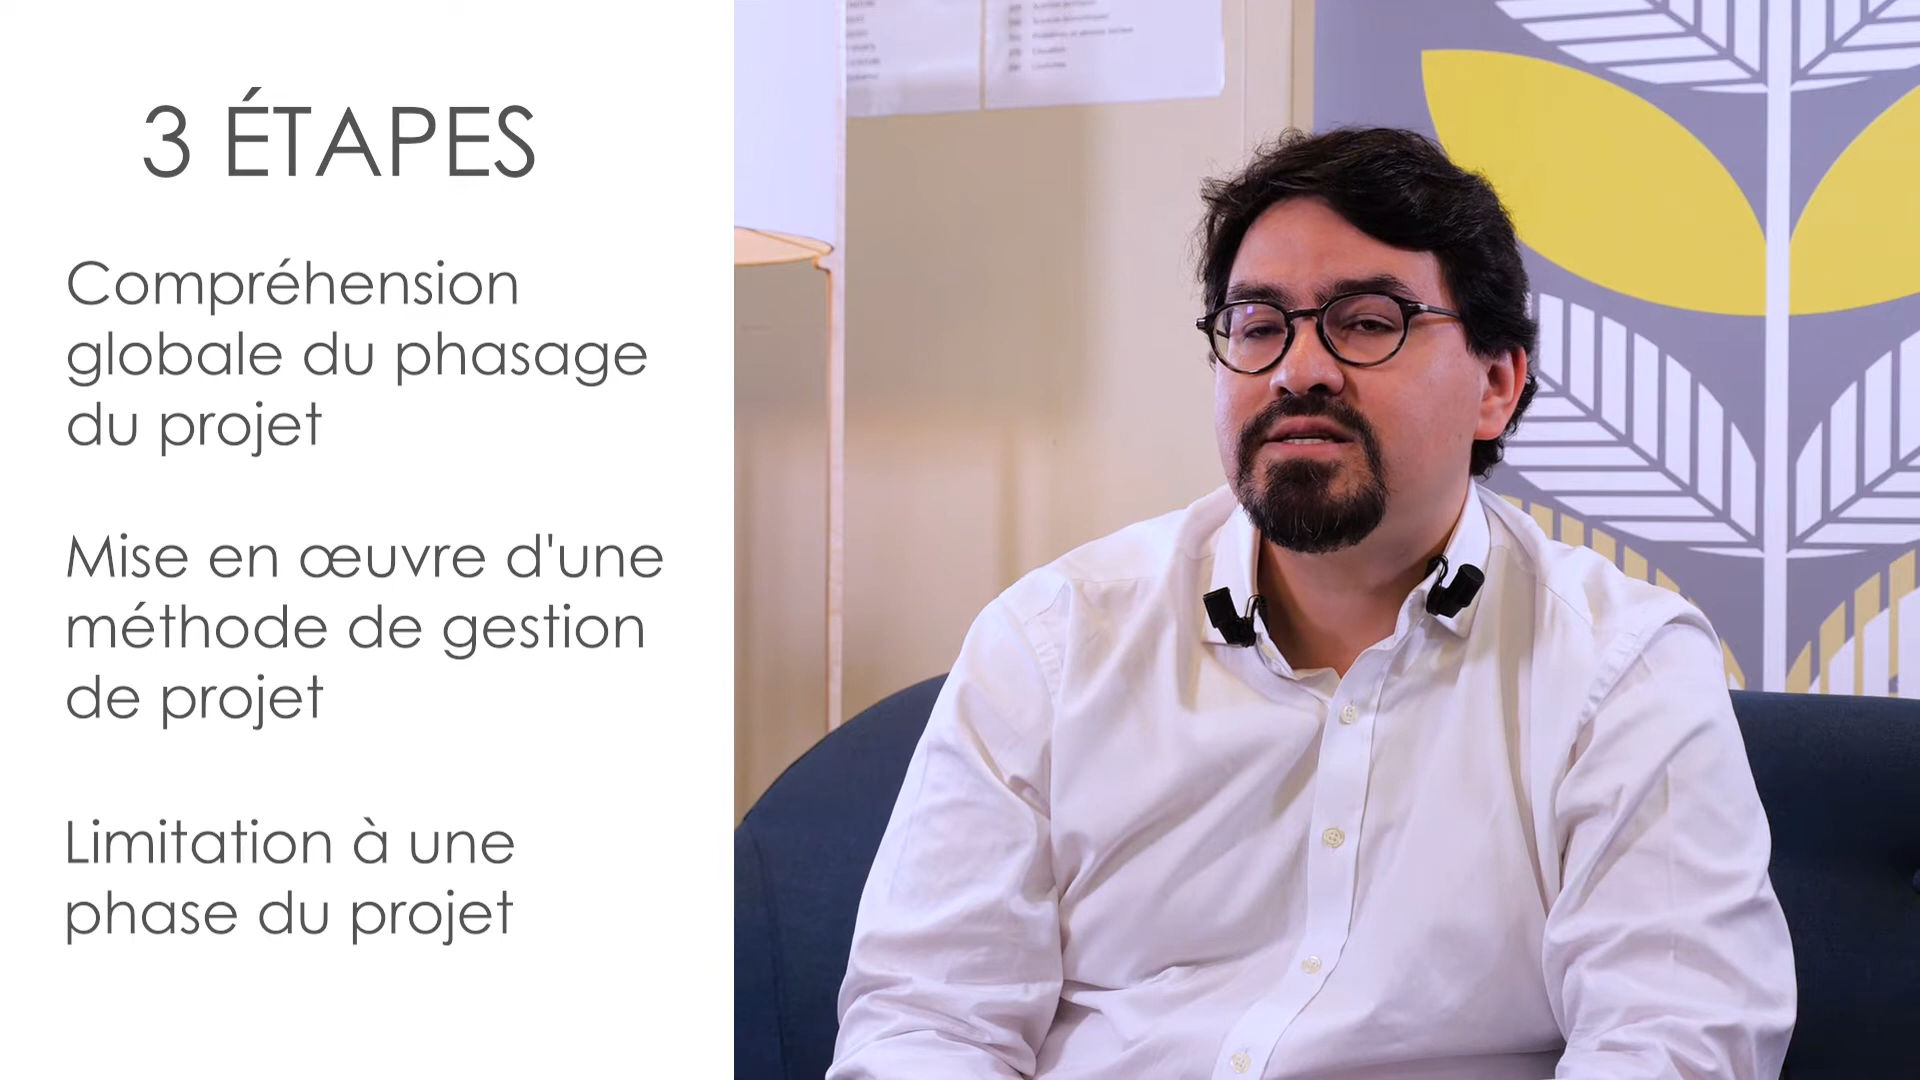 3 ÉTAPES
Compréhension
globale du phasage
du projet
Mise en œuvre d'une
méthode de gestion
de projet
Limitation à une
phase du projet